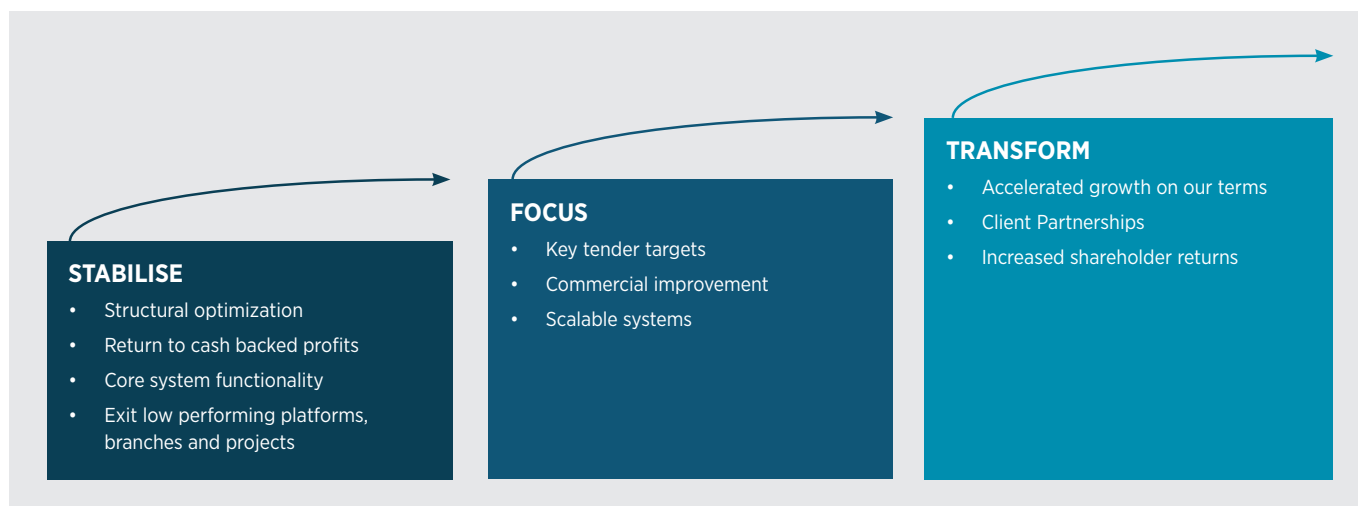 STABILISE
• Structural optimization
• Return to cash backed profits
• Core system functionality
• Exit low performing platforms,
branches and projects
FOCUS
• Key tender targets
• Commercial improvement
• Scalable systems
TRANSFORM
• Accelerated growth on our terms
• Client Partnerships
• Increased shareholder returns